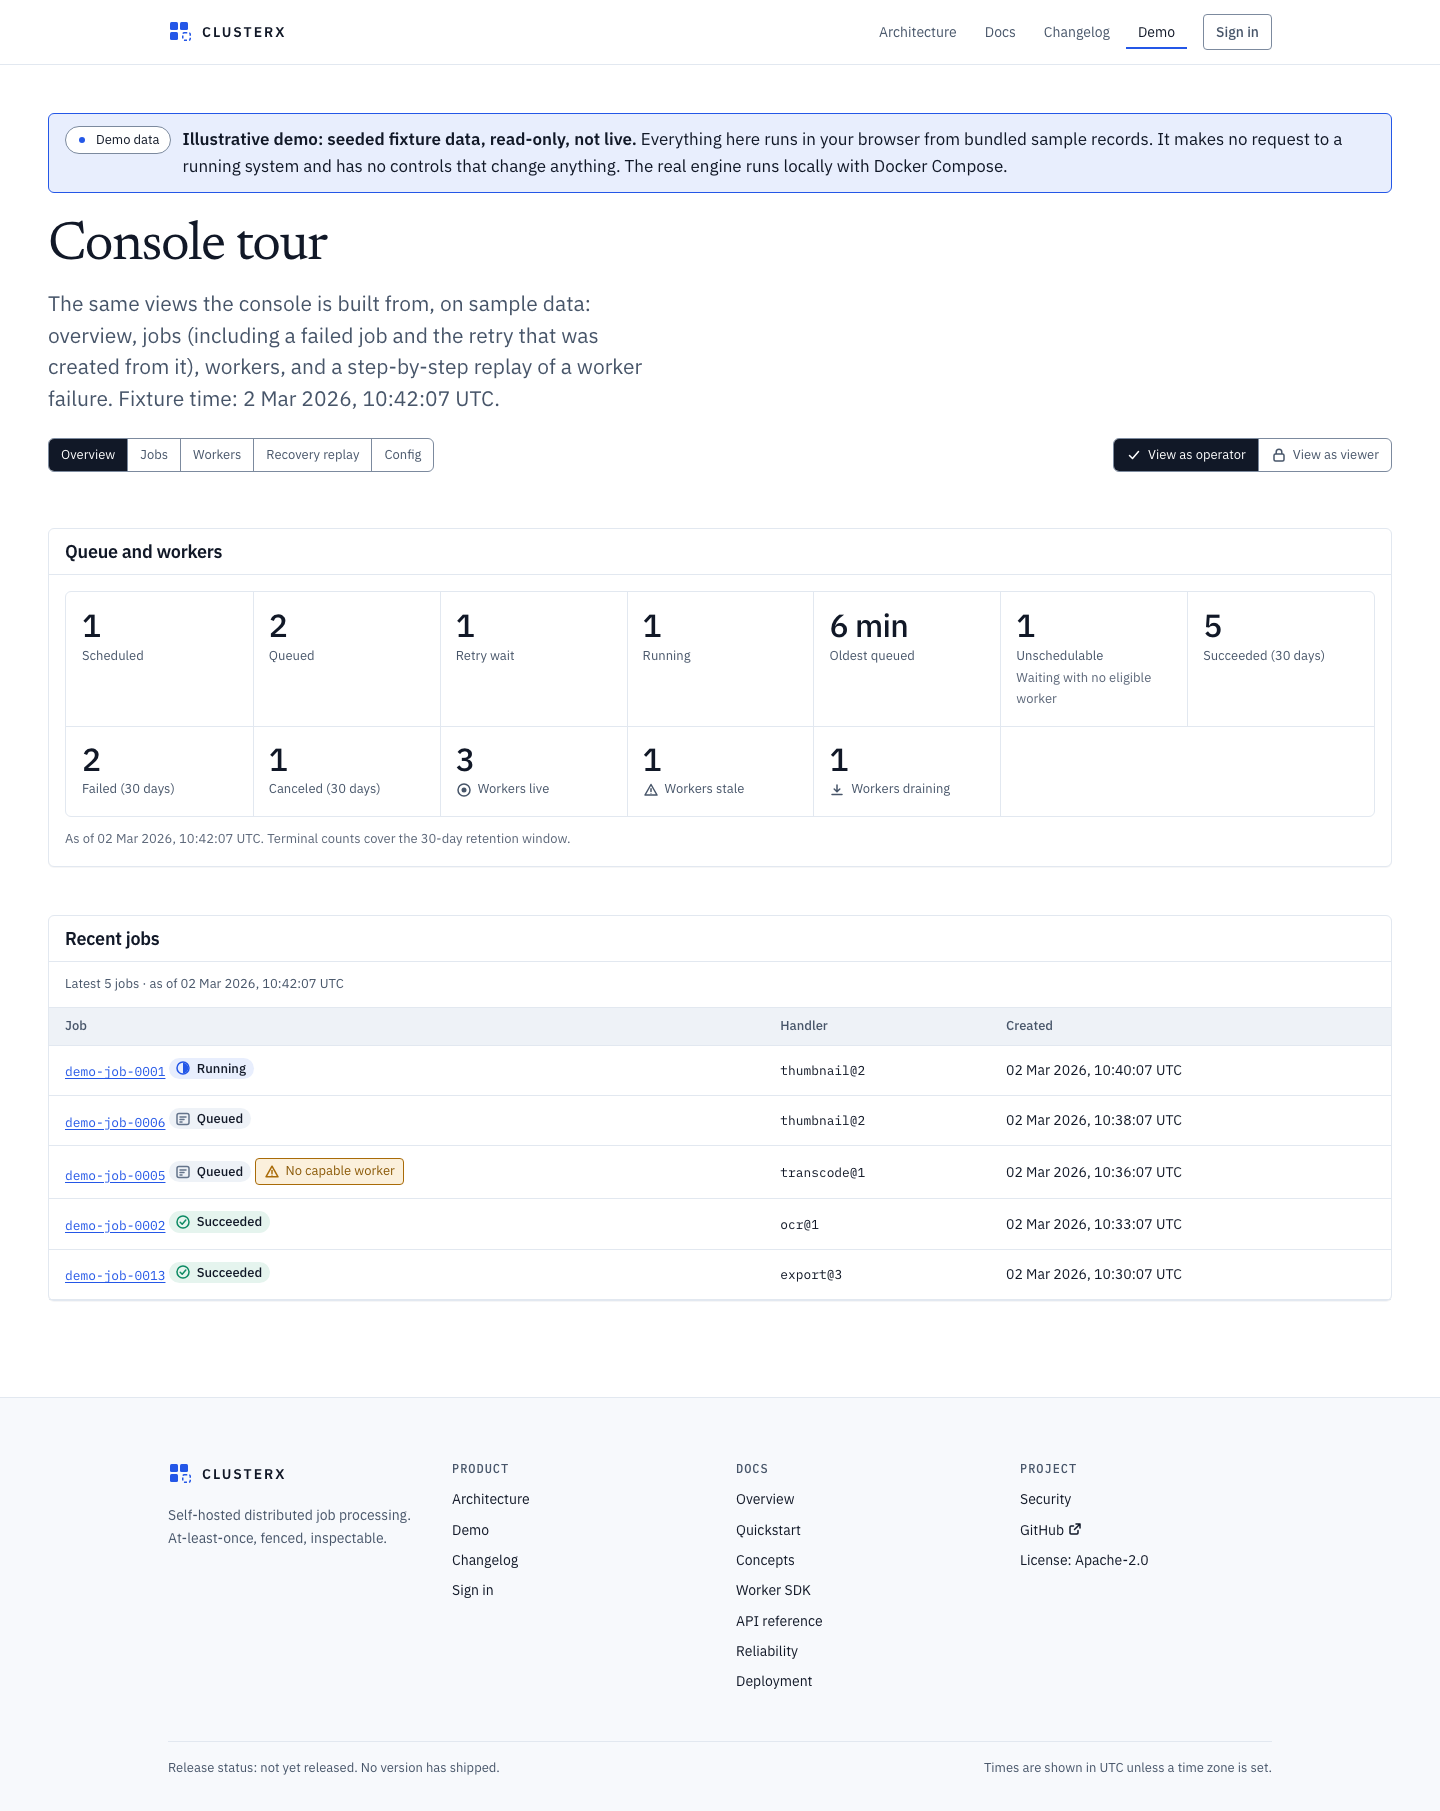 CLUSTERX
Architecture Docs Changelog Demo Sign in
Demo data
Illustrative demo: seeded fixture data, read-only, not live. Everything here runs in your browser from bundled sample records. It makes no request to a
running system and has no controls that change anything. The real engine runs locally with Docker Compose.
Console tour
The same views the console is built from, on sample data:
overview, jobs (including a failed job and the retry that was
created from it), workers, and a step-by-step replay of a worker
failure. Fixture time: 2 Mar 2026, 10:42:07 UTC.
Overview Jobs Workers Recovery replay Config
View as operator View as viewer
Queue and workers
1
Scheduled
2
Queued
1
Retry wait
1
Running
6 min
Oldest queued
1
Unschedulable
Waiting with no eligible
worker
5
Succeeded (30 days)
2
Failed (30 days)
1
Canceled (30 days)
3
Workers live
1
Workers stale
1
Workers draining
As of 02 Mar 2026, 10:42:07 UTC. Terminal counts cover the 30-day retention window.
Recent jobs
Latest 5 jobs · as of 02 Mar 2026, 10:42:07 UTC
Job Handler Created
demo-job-0001 Running thumbnail@2 02 Mar 2026, 10:40:07 UTC
demo-job-0006 Queued thumbnail@2 02 Mar 2026, 10:38:07 UTC
demo-job-0005 Queued No capable worker transcode@1 02 Mar 2026, 10:36:07 UTC
demo-job-0002 Succeeded ocr@1 02 Mar 2026, 10:33:07 UTC
demo-job-0013 Succeeded export@3 02 Mar 2026, 10:30:07 UTC
CLUSTERX
Self-hosted distributed job processing.
At-least-once, fenced, inspectable.
PRODUCT
Architecture
Demo
Changelog
Sign in
DOCS
Overview
Quickstart
Concepts
Worker SDK
API reference
Reliability
Deployment
PROJECT
Security
GitHub
License: Apache-2.0
Release status: not yet released. No version has shipped.
Times are shown in UTC unless a time zone is set.